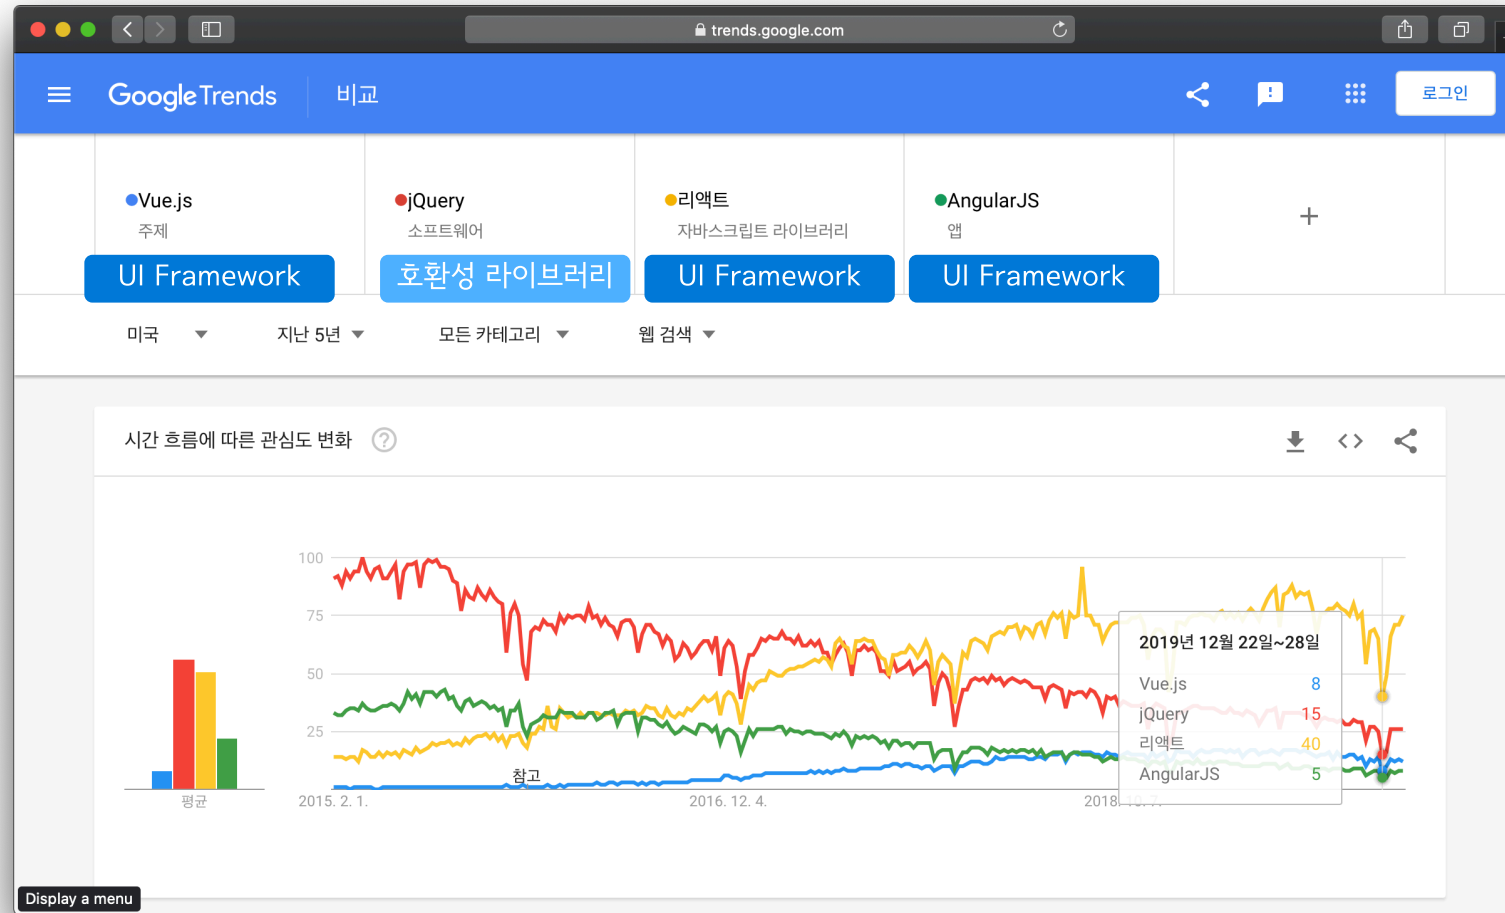 trends.google.com
Google Trends 비교
로그인
Vue.js
주제
UI Framework
jQuery
소프트웨어
호환성 라이브러리
리액트
자바스크립트 라이브러리
UI Framework
AngularJS
앱
UI Framework
+
미국 지난 5년 모든 카테고리 웹 검색
시간 흐름에 따른 관심도 변화 ?
100
75
50
25
평균
참고
2015. 2. 1. 2016. 12. 4. 2018. 10. 7.
2019년 12월 22일~28일
Vue.js 8
jQuery 15
리액트 40
AngularJS 5
Display a menu